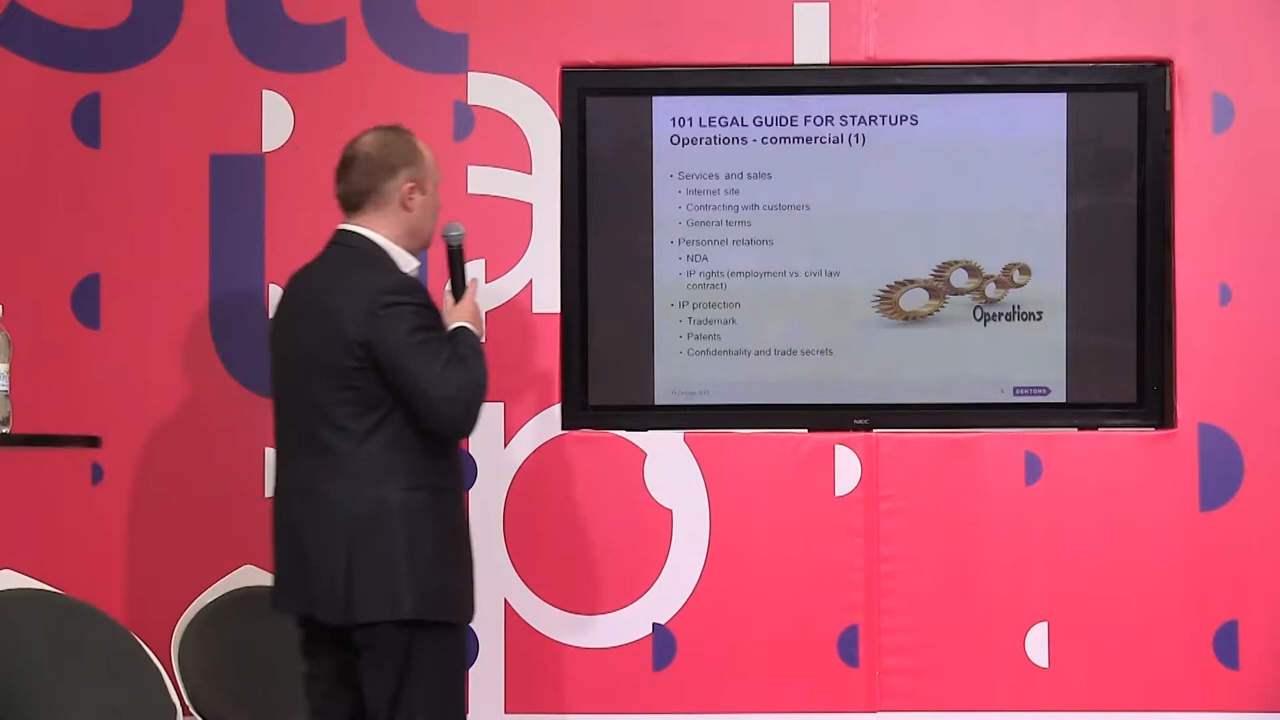 Start
up
101 LEGAL GUIDE FOR STARTUPS
Operations - commercial (1)
• Services and sales
• Internet site
• Contracting with customers
• General terms
• Personnel relations
• NDA
• IP rights (employment vs. civil law
contract)
• IP protection
• Trademark
• Patents
• Confidentiality and trade secrets
Operations
DENTONS
NEC